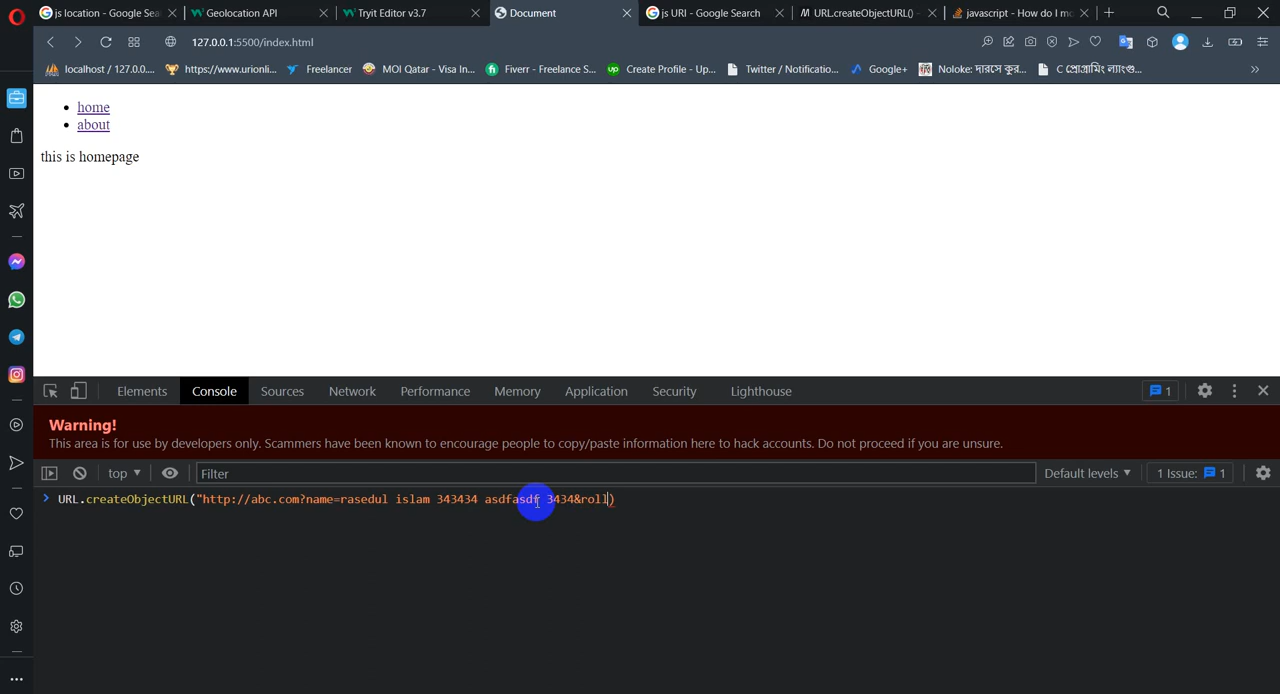 js location - Google Sea
Geolocation API
Tryit Editor v3.7
Document
js URI - Google Search
URL.createObjectURL() -
javascript - How do I mo
127.0.0.1:5500/index.html
localhost / 127.0.0....
https://www.urionli...
Freelancer
MOI Qatar - Visa In...
Fiverr - Freelance S...
Create Profile - Up...
Twitter / Notificatio...
Google+
Noloke: দারসে কুর...
C প্রোগ্রামিং ল্যাংগু...
home
about
this is homepage
Elements
Console
Sources
Network
Performance
Memory
Application
Security
Lighthouse
1
Warning!
This area is for use by developers only. Scammers have been known to encourage people to copy/paste information here to hack accounts. Do not proceed if you are unsure.
top
Filter
Default levels
1 Issue:
1
URL.createObjectURL("http://abc.com?name=rasedul islam 343434 asdfasdf 3434&roll)